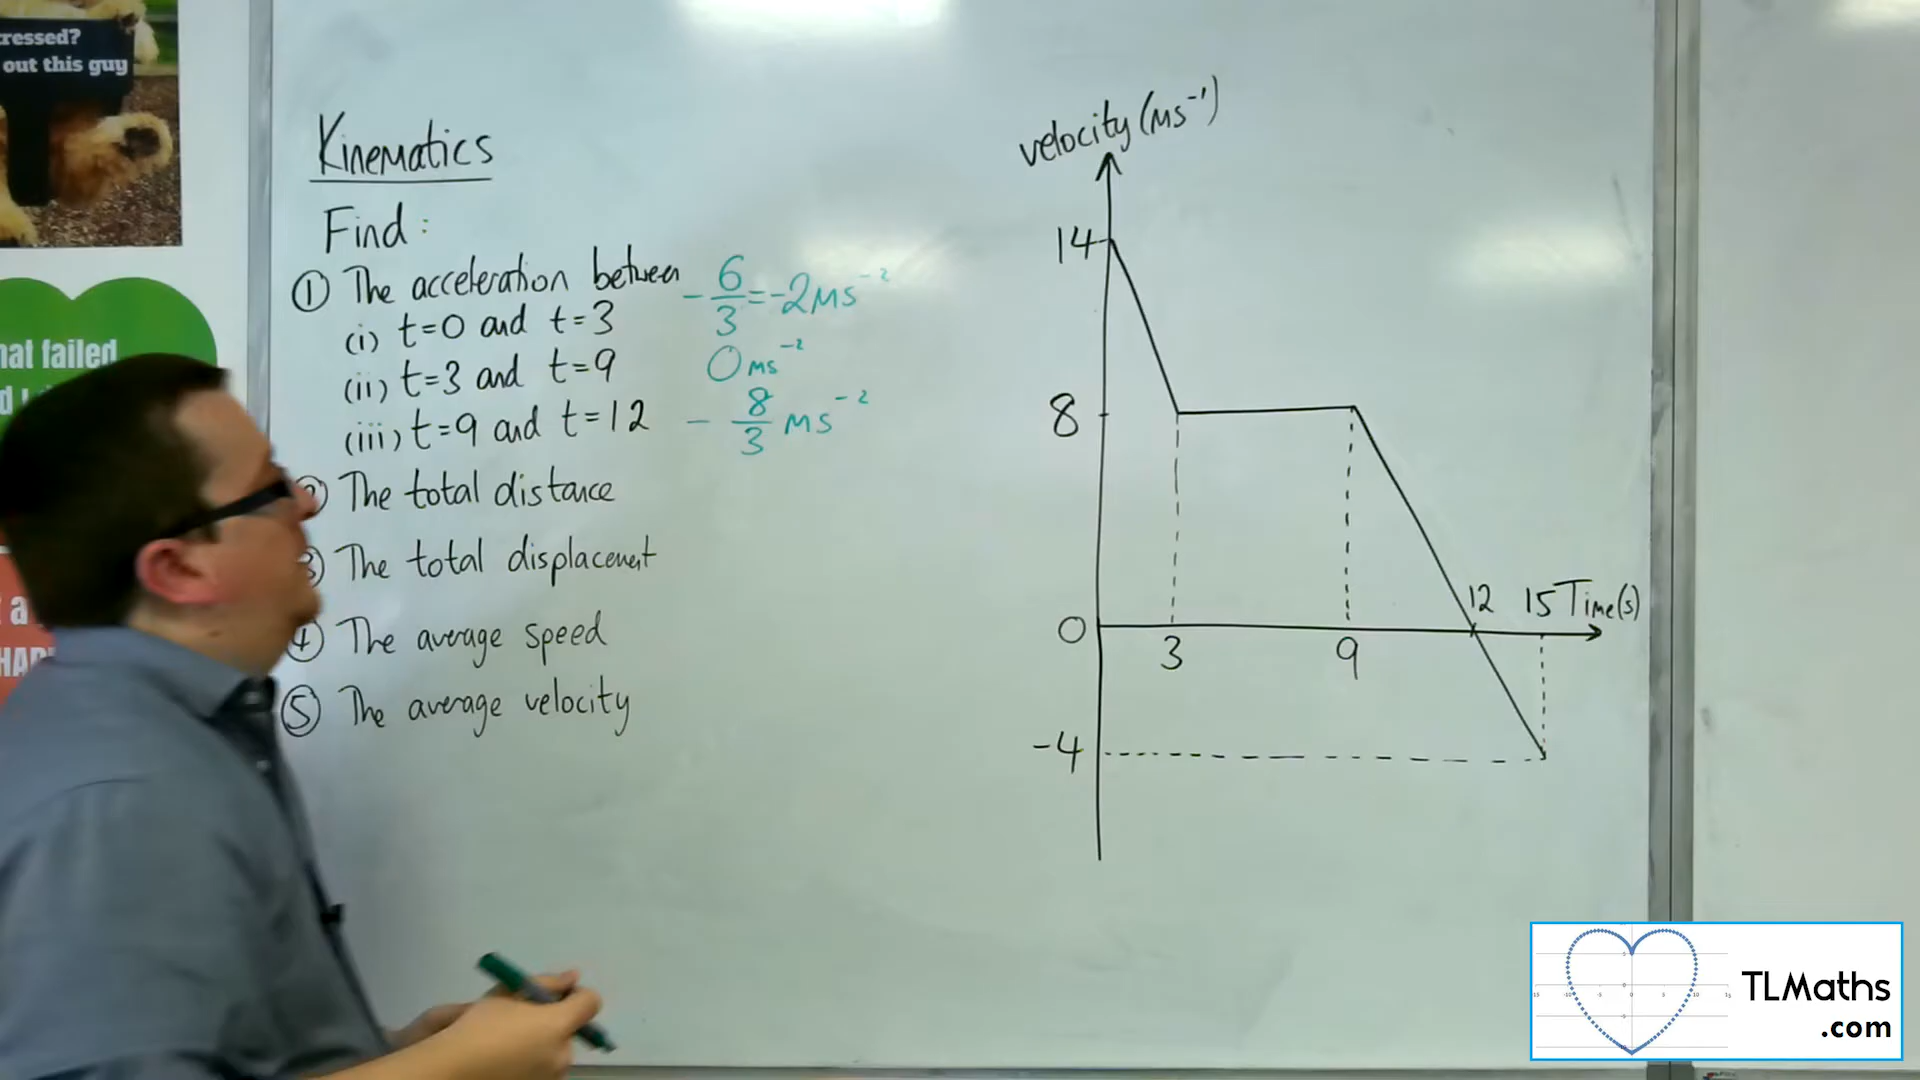 ressed?
out this guy
hat failed
Kinematics
Find :
① The acceleration between
(i) t=0 and t=3
(ii) t=3 and t=9
(iii) t=9 and t=12
-6/3=-2ms⁻²
0ms⁻²
-8/3 ms⁻²
The total distance
The total displacement
The average speed
⑤ The average velocity
velocity (ms⁻¹)
14
8
0
-4
3
9
12
15 Time(s)
TLMaths
.com